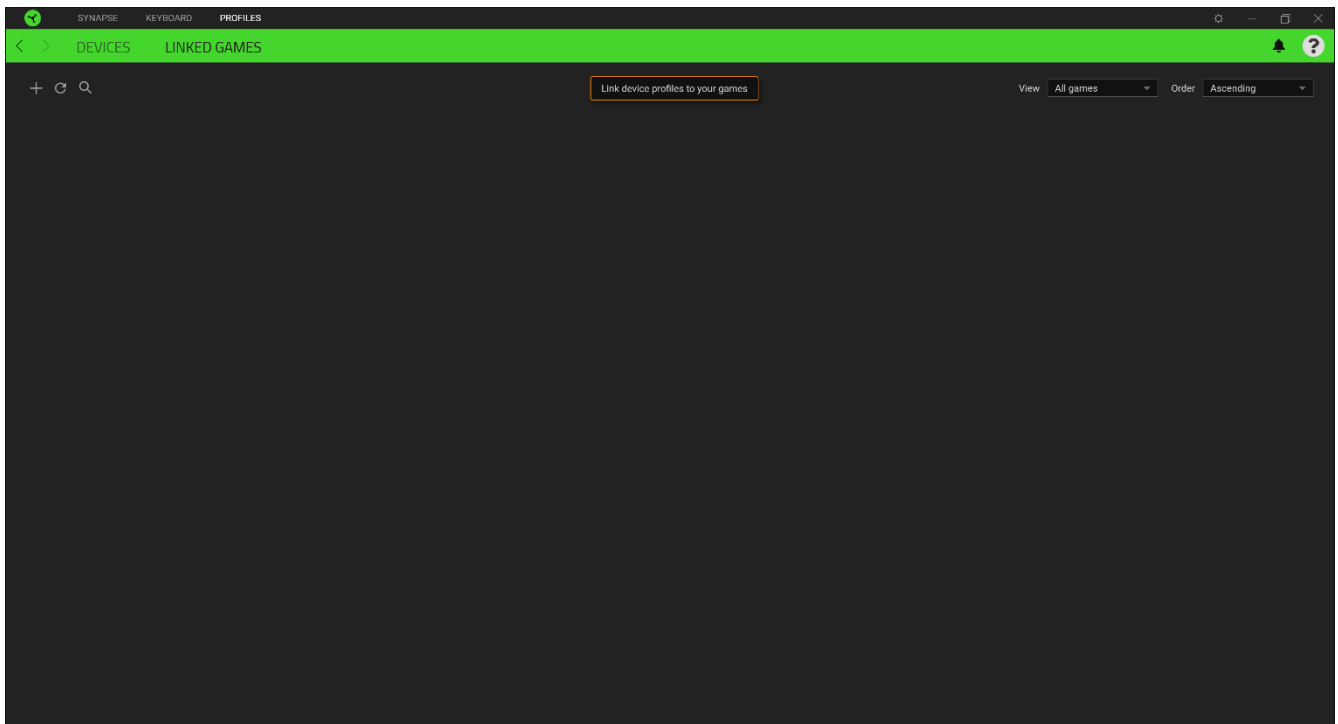 SYNAPSE KEYBOARD PROFILES
DEVICES LINKED GAMES ?
Link device profiles to your games View All games Order Ascending